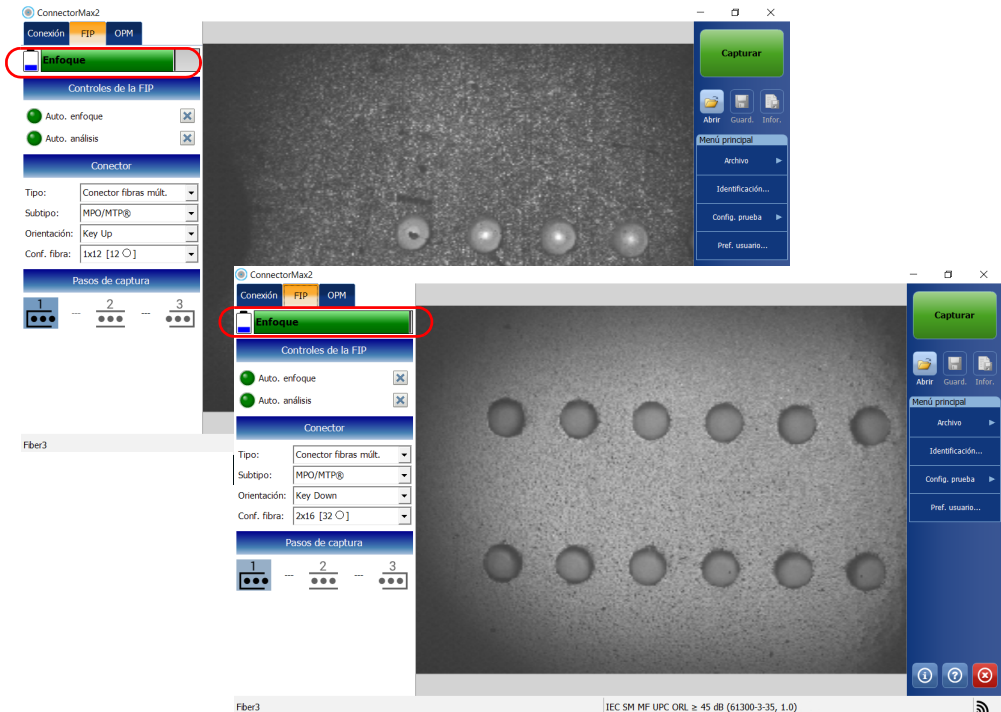 ConnectorMax2
Conexión FIP OPM
Enfoque
Controles de la FIP
Auto. enfoque
Auto. análisis
Conector
Tipo: Conector fibras múlt.
Subtipo: MPO/MTP®
Orientación: Key Up
Conf. fibra: 1x12 [12 ○]
Pasos de captura
1 --- 2 --- 3
Fiber3
Capturar
Abrir Guard. Infor.
Menú principal
Archivo
Identificación...
Config. prueba
Pref. usuario...
ConnectorMax2
Conexión FIP OPM
Enfoque
Controles de la FIP
Auto. enfoque
Auto. análisis
Conector
Tipo: Conector fibras múlt.
Subtipo: MPO/MTP®
Orientación: Key Down
Conf. fibra: 2x16 [32 ○]
Pasos de captura
1 --- 2 --- 3
Capturar
Abrir Guard. Infor.
Menú principal
Archivo
Identificación...
Config. prueba
Pref. usuario...
Fiber3 IEC SM MF UPC ORL ≥ 45 dB (61300-3-35, 1.0)